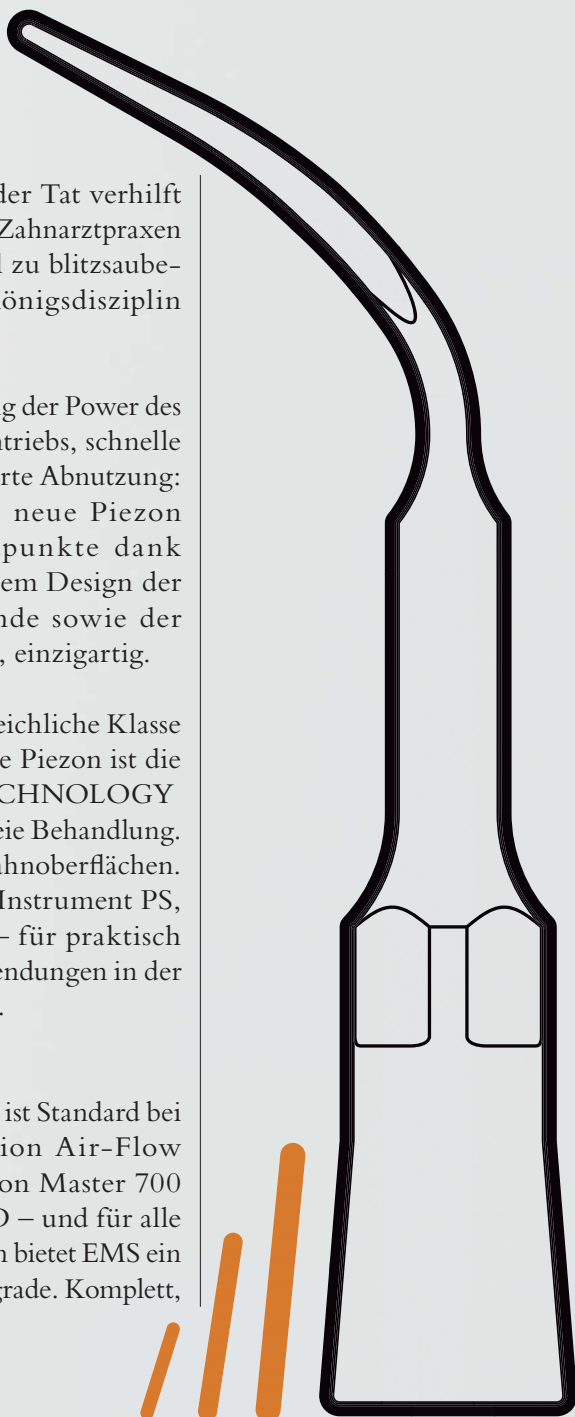 der Tat verhilft
Zahnarztpraxen
zu blitzsaube-
önigsdisziplin
g der Power des
ntriebs, schnelle
rte Abnutzung:
neue Piezon
punkte dank
em Design der
nde sowie der
, einzigartig.
eichliche Klasse
e Piezon ist die
CHNOLOGY
eie Behandlung.
ahnoberflächen.
Instrument PS,
– für praktisch
endungen in der
.
ist Standard bei
ion Air-Flow
on Master 700
– und für alle
n bietet EMS ein
grade. Komplett,